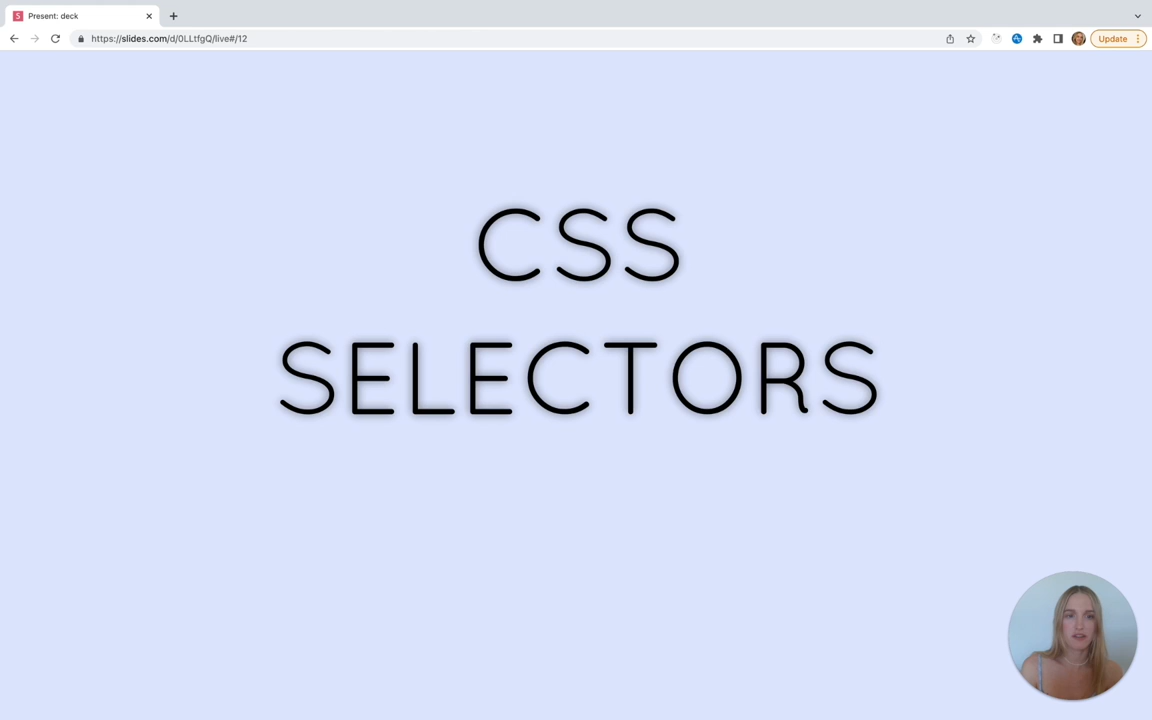 S Present: deck
https://slides.com/d/0LLtfgQ/live#/12
Update
CSS
SELECTORS